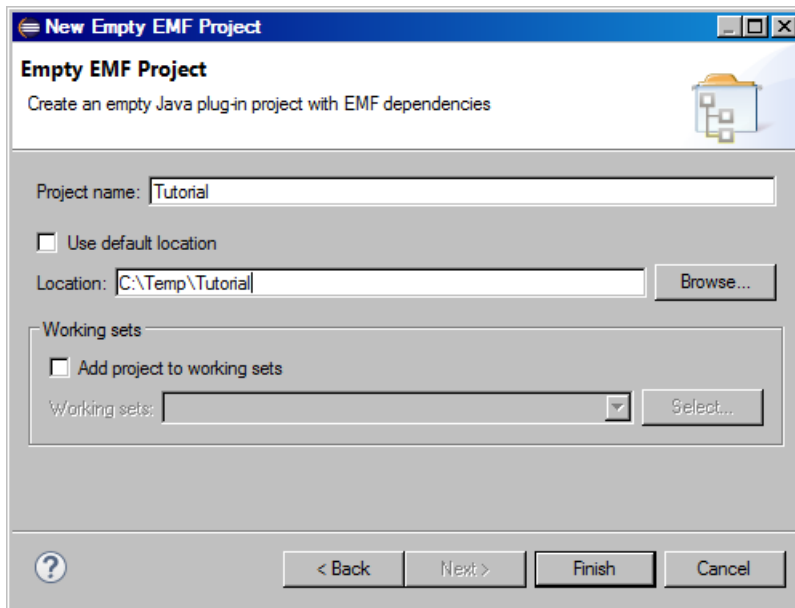 New Empty EMF Project
Empty EMF Project
Create an empty Java plug-in project with EMF dependencies
Project name: Tutorial
Use default location
Location: C:\Temp\Tutorial Browse...
Working sets
Add project to working sets
Working sets: Select...
? < Back Next > Finish Cancel